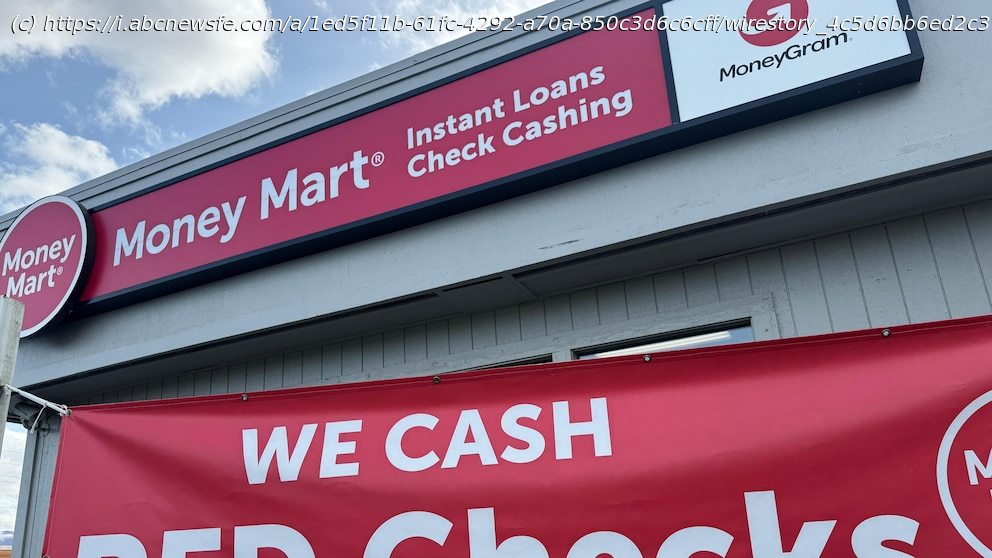 (c) https://i.abcnewsfe.com/a/1ed5f11b-61fc-4292-a70a-850c3d6c6cff/wirestory_4c5d6bb6ed2c3
MoneyGram
Instant Loans
Check Cashing
Money Mart®
Money
Mart®
WE CASH
Checks